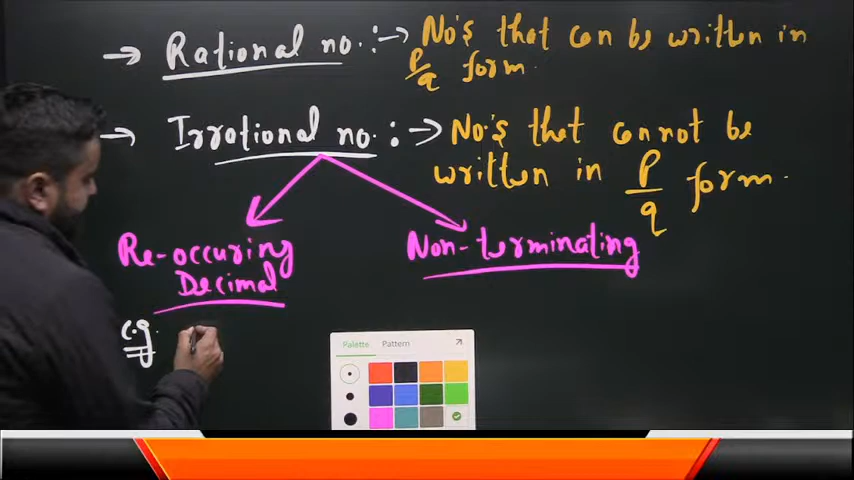 → Rational no. :→ No's that can be written in
P/q form.
→ Irrational no. :→ No's that cannot be
written in P/q form.
Re-occuring Non-terminating
Decimal
e.g.
Palette Pattern